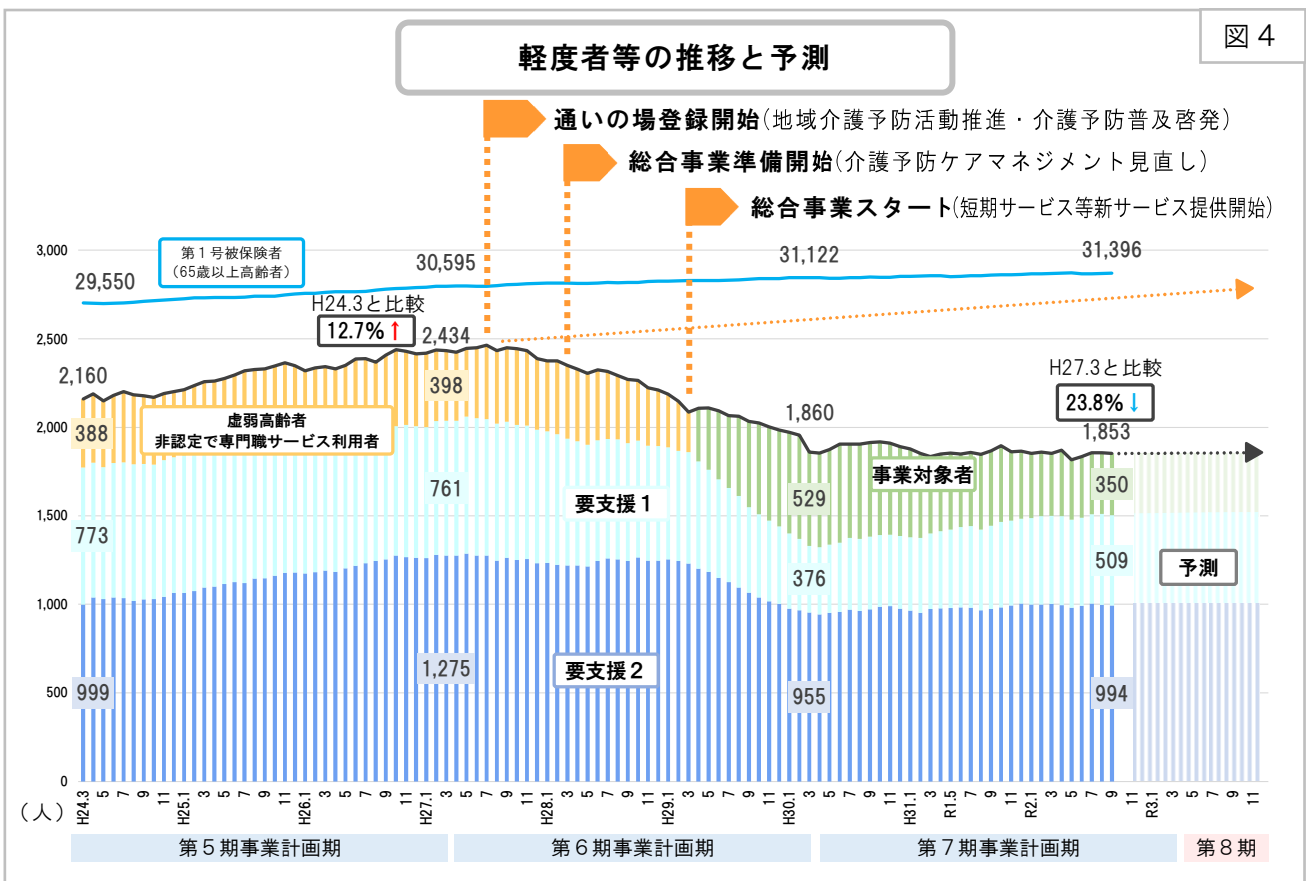 図４
軽度者等の推移と予測
通いの場登録開始(地域介護予防活動推進・介護予防普及啓発)
総合事業準備開始(介護予防ケアマネジメント見直し)
総合事業スタート(短期サービス等新サービス提供開始)
3,000
2,500
2,000
1,500
1,000
500
0
(人)
第１号被保険者
(65歳以上高齢者)
29,550
30,595
31,122
31,396
H24.3と比較
12.7%↑
H27.3と比較
23.8%↓
2,160
2,434
1,860
1,853
388
398
529
350
虚弱高齢者
非認定で専門職サービス利用者
事業対象者
773
761
376
509
要支援１
予測
999
1,275
955
994
要支援２
H24.3 5 7 9 11 H25.1 3 5 7 9 11 H26.1 3 5 7 9 11 H27.1 3 5 7 9 11 H28.1 3 5 7 9 11 H29.1 3 5 7 9 11 H30.1 3 5 7 9 11 H31.1 3 R1.5 7 9 11 R2.1 3 5 7 9 11 R3.1 3 5 7 9 11
第５期事業計画期 第６期事業計画期 第７期事業計画期 第８期